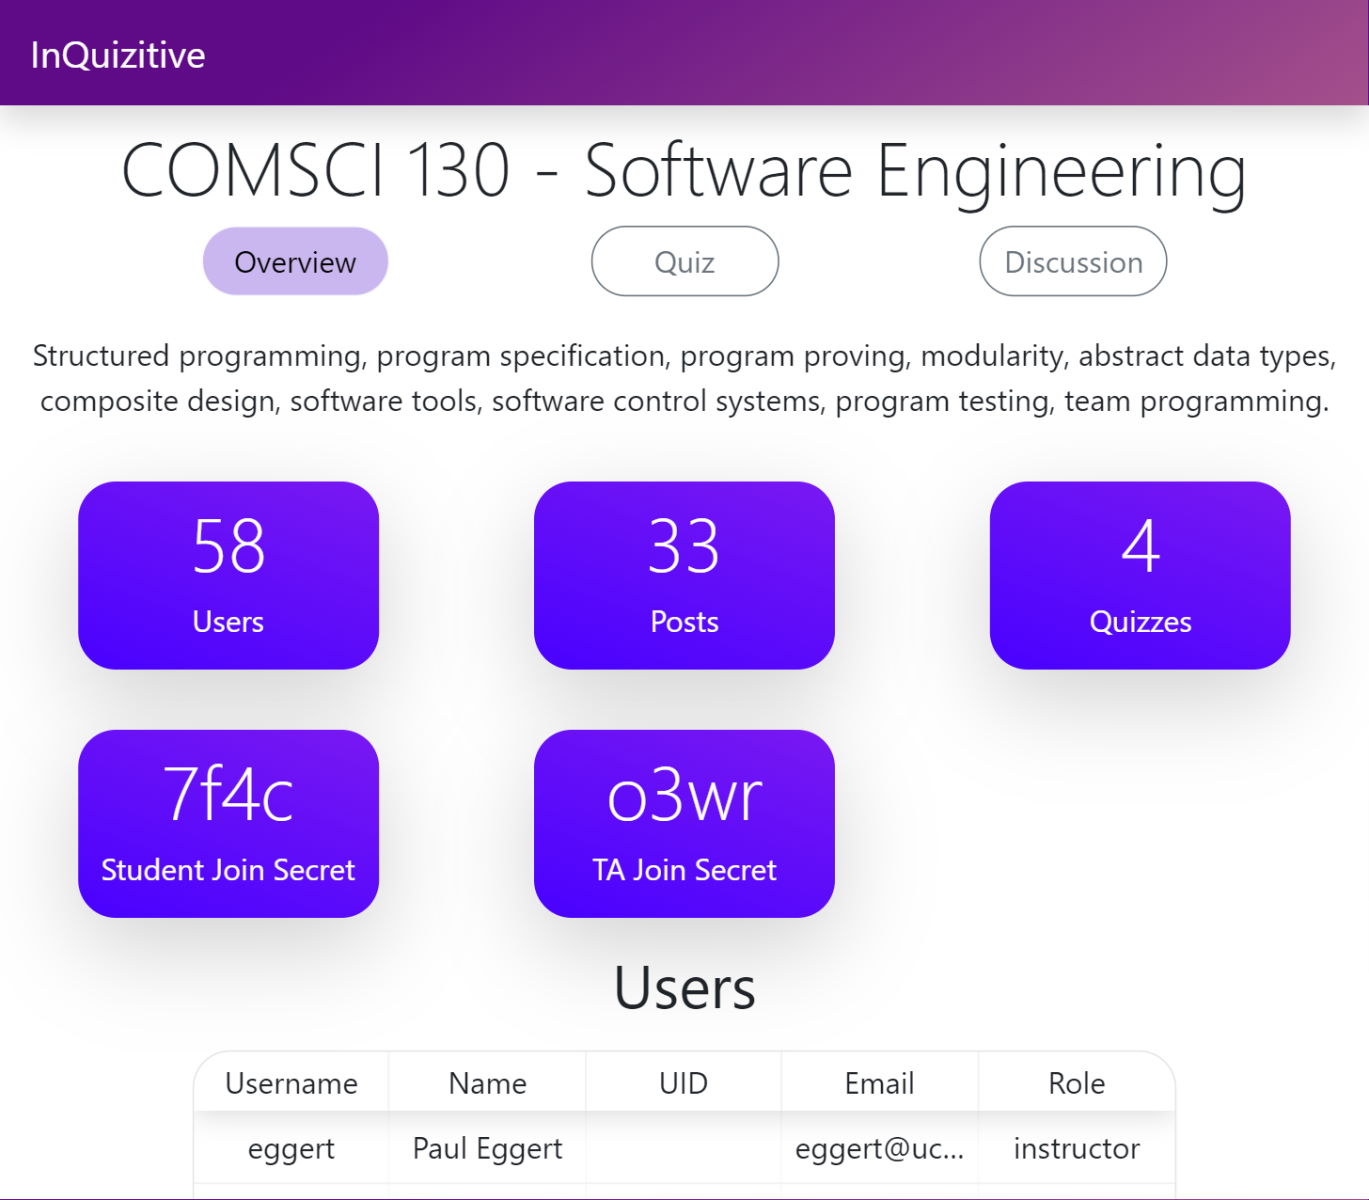 InQuizitive
COMSCI 130 - Software Engineering
Overview Quiz Discussion
Structured programming, program specification, program proving, modularity, abstract data types,
composite design, software tools, software control systems, program testing, team programming.
58 33 4
Users Posts Quizzes
7f4c o3wr
Student Join Secret TA Join Secret
Users
Username Name UID Email Role
eggert Paul Eggert eggert@uc... instructor